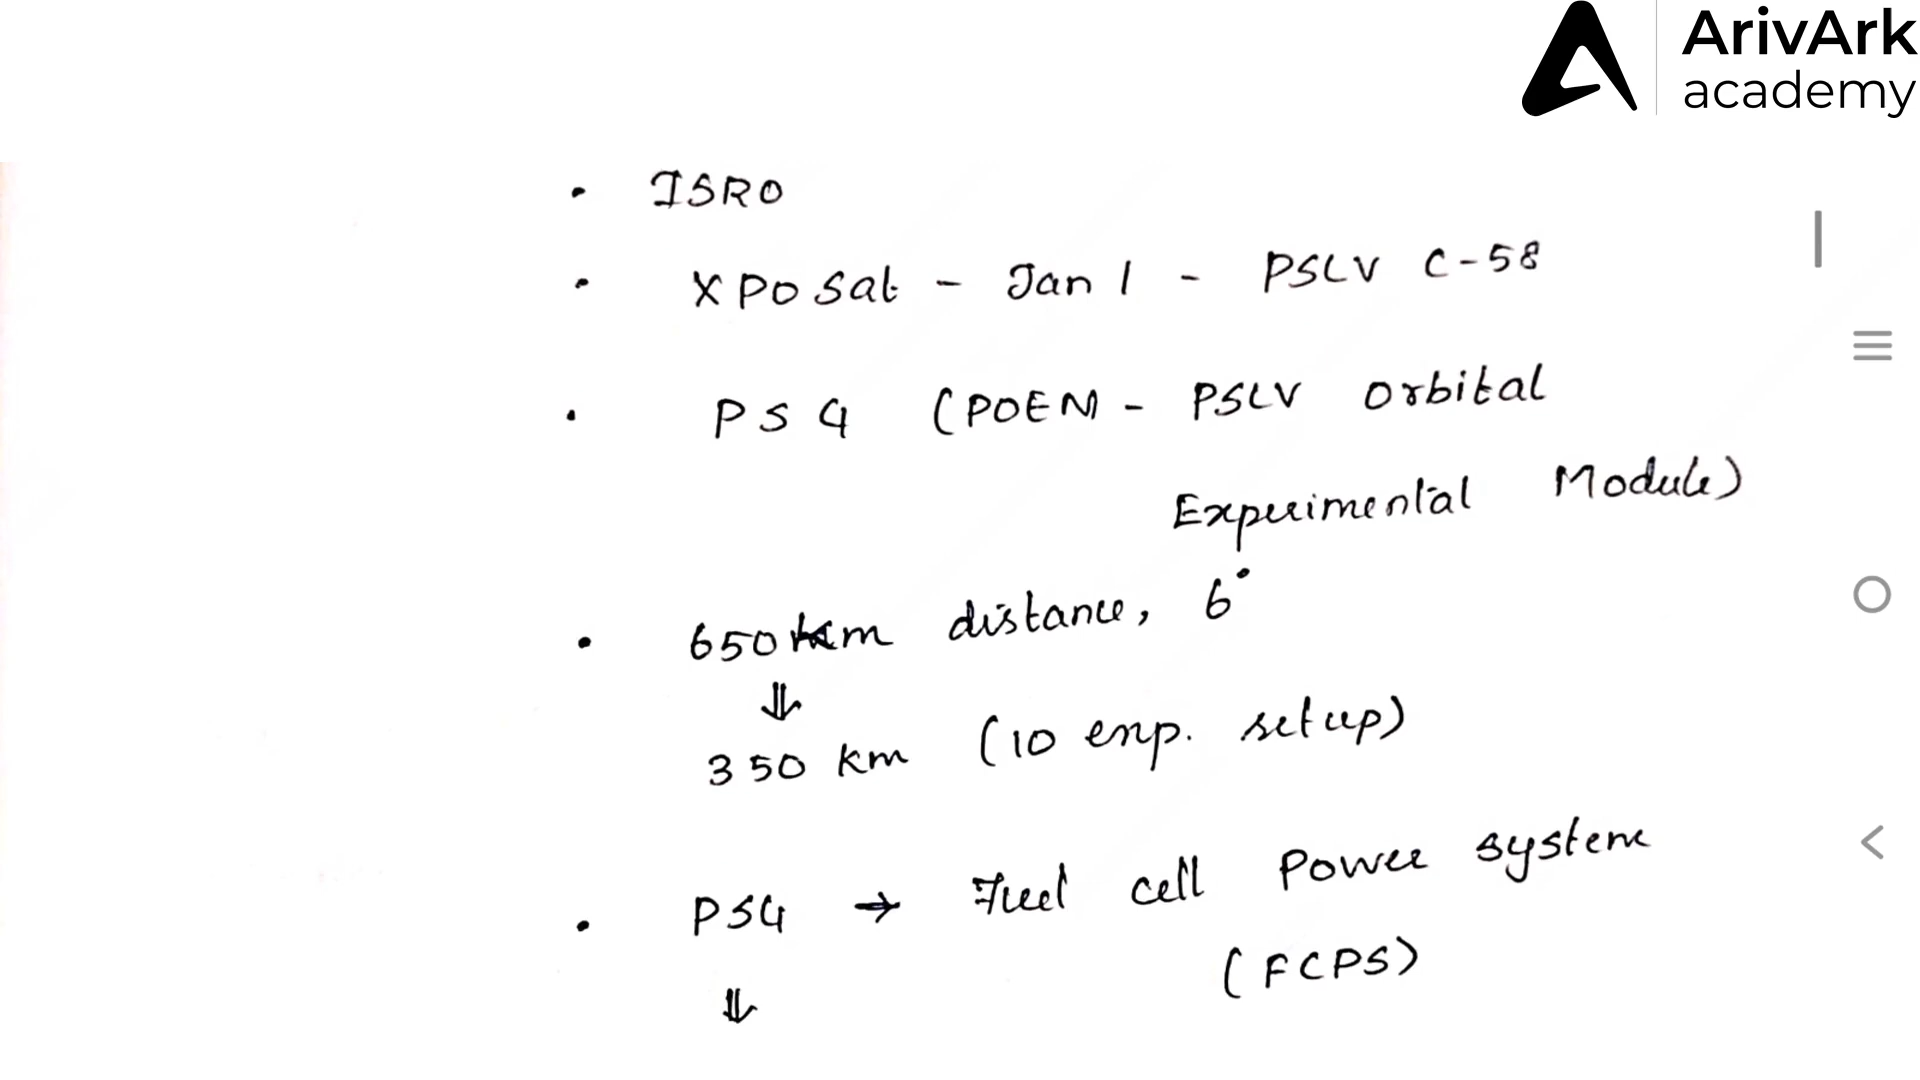 ArivArk
academy
• ISRO
• XPoSat - Jan 1 - PSLV C-58
• PS4 (POEM - PSLV Orbital
Experimental Module)
• 650 km distance, 6°
⇓
350 km (10 exp. setup)
• PS4 → Fuel cell Power system
(FCPS)
⇓